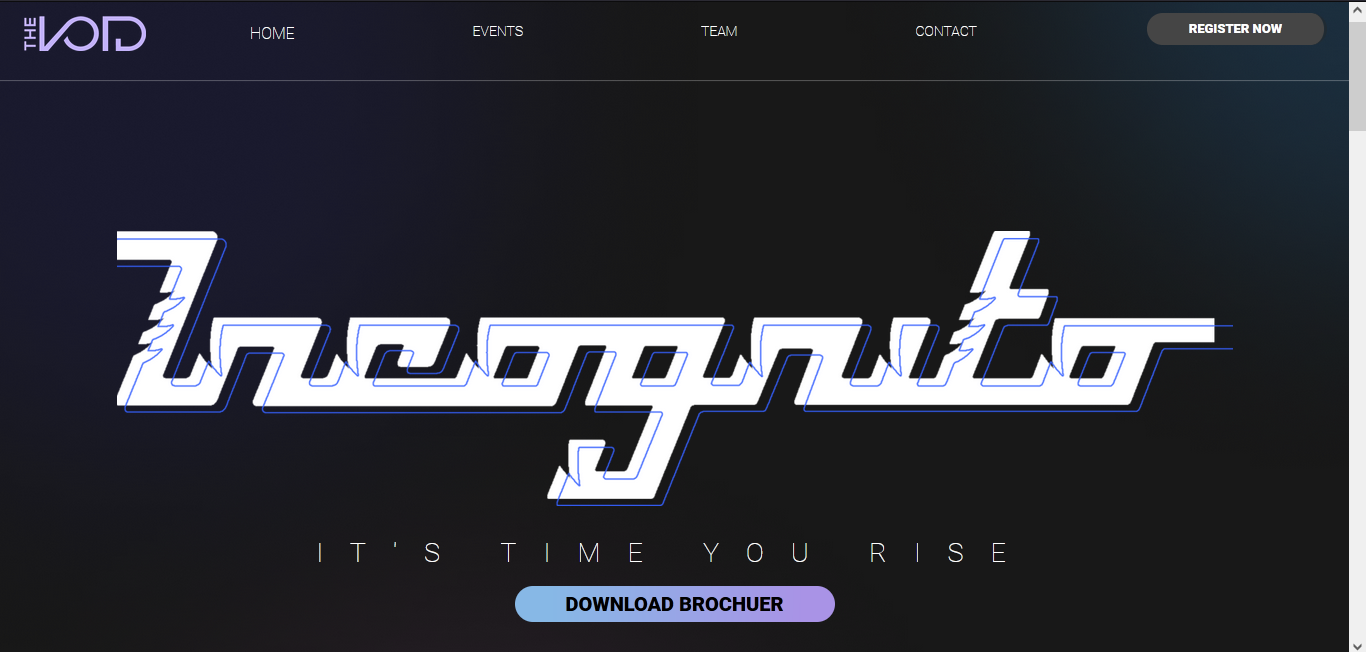 THE VOID
HOME
EVENTS
TEAM
CONTACT
REGISTER NOW
Incognito
IT'S TIME YOU RISE
DOWNLOAD BROCHUER